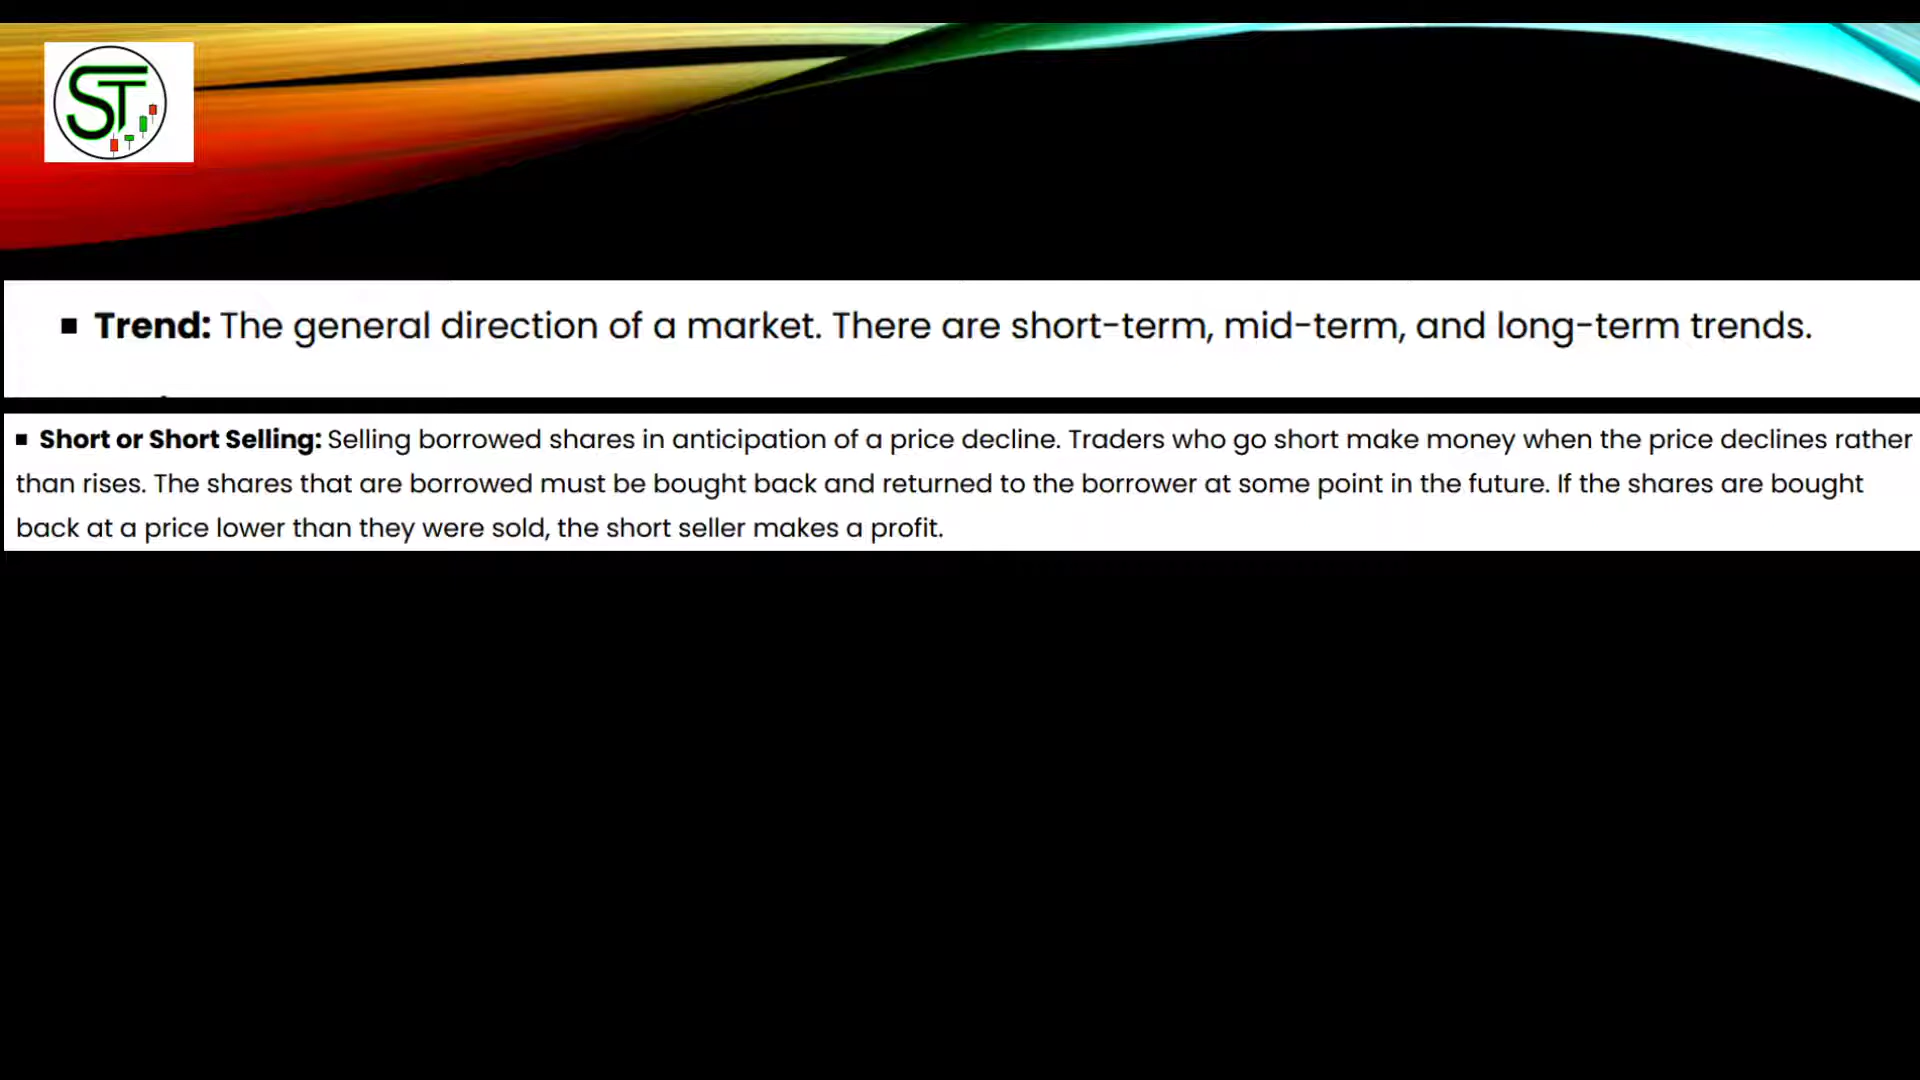 ST
▪ Trend: The general direction of a market. There are short-term, mid-term, and long-term trends.
▪ Short or Short Selling: Selling borrowed shares in anticipation of a price decline. Traders who go short make money when the price declines rather
than rises. The shares that are borrowed must be bought back and returned to the borrower at some point in the future. If the shares are bought
back at a price lower than they were sold, the short seller makes a profit.